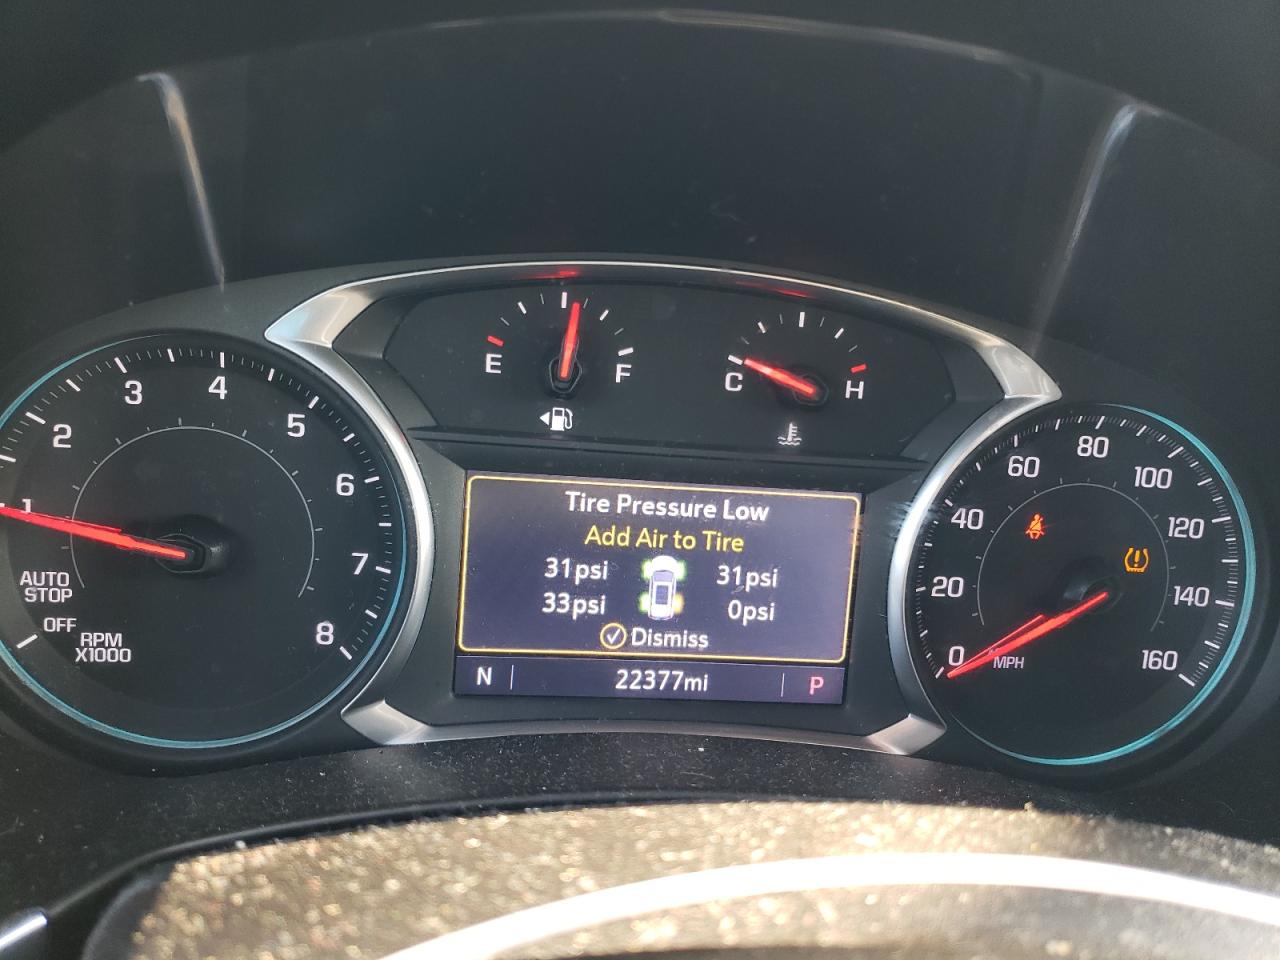 1
2
3
4
5
6
7
8
AUTO
STOP
OFF
RPM
X1000
E
F
C
H
Tire Pressure Low
Add Air to Tire
31psi 31psi
33psi 0psi
Dismiss
N 22377mi P
0
20
40
60
80
100
120
140
160
MPH